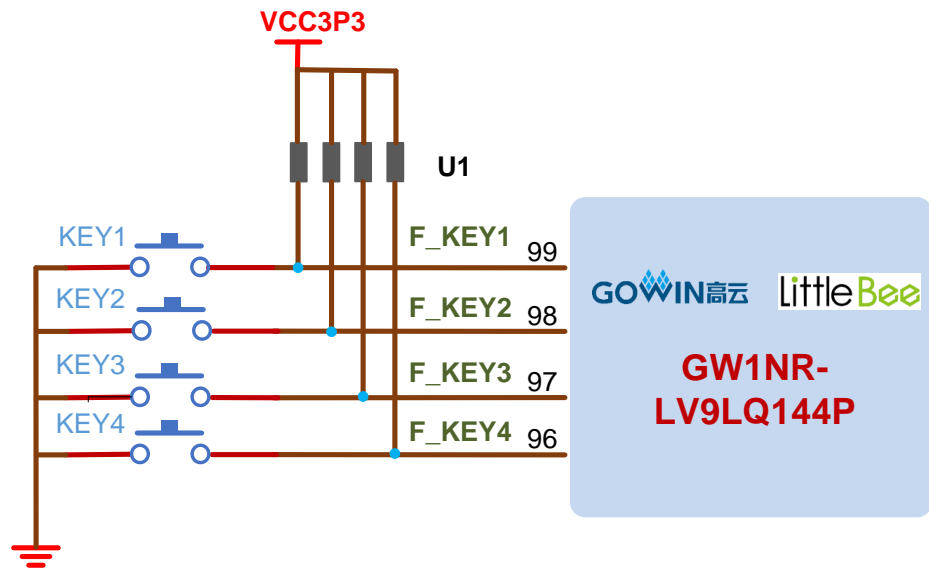 VCC3P3
U1
KEY1
F_KEY1
99
KEY2
F_KEY2
98
KEY3
F_KEY3
97
KEY4
F_KEY4
96
GOWIN高云
LittleBee
GW1NR-
LV9LQ144P